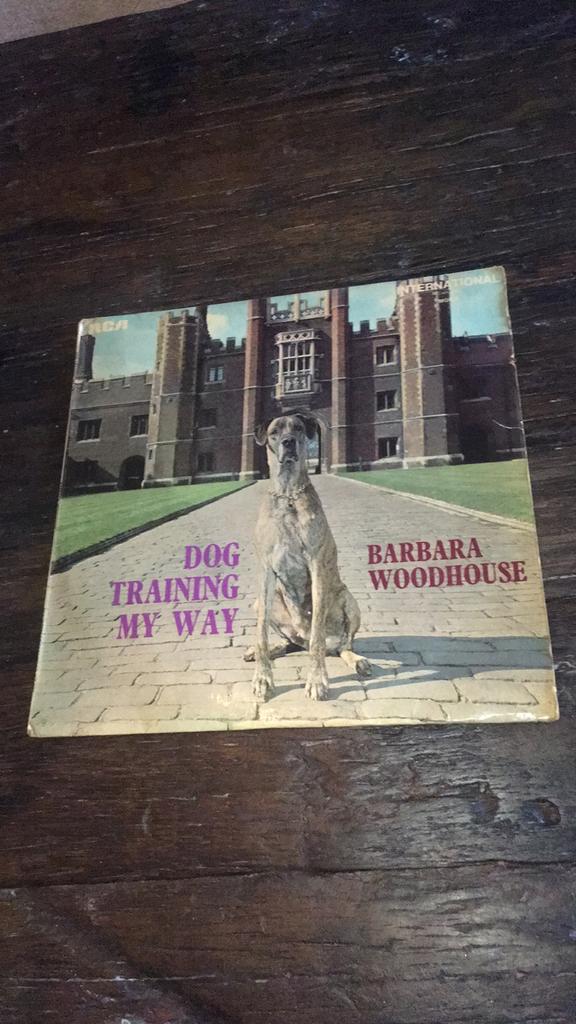 RCA
INTERNATIONAL
DOG
TRAINING
MY WAY
BARBARA
WOODHOUSE